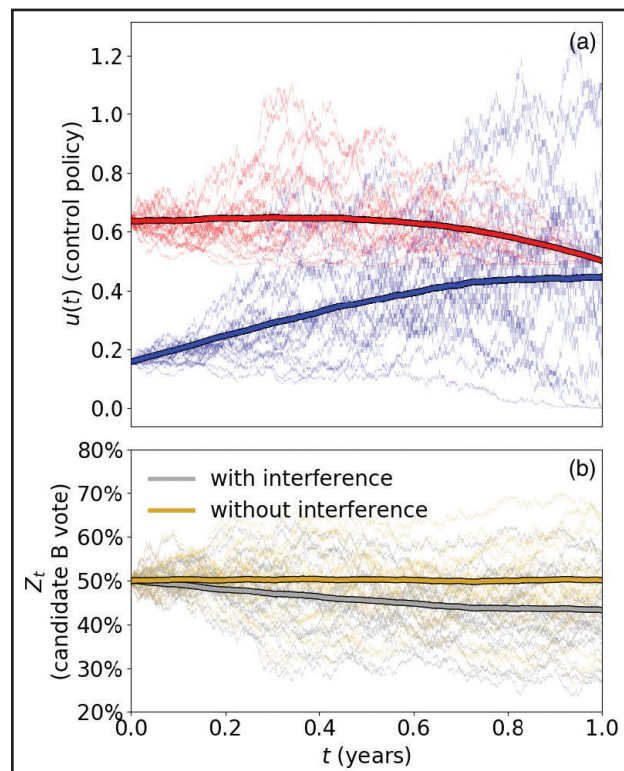 (a)
1.2
1.0
0.8
0.6
0.4
0.2
0.0
u(t) (control policy)
(b)
80%
70%
60%
50%
40%
30%
20%
Z_t
(candidate B vote)
with interference
without interference
0.0 0.2 0.4 0.6 0.8 1.0
t (years)